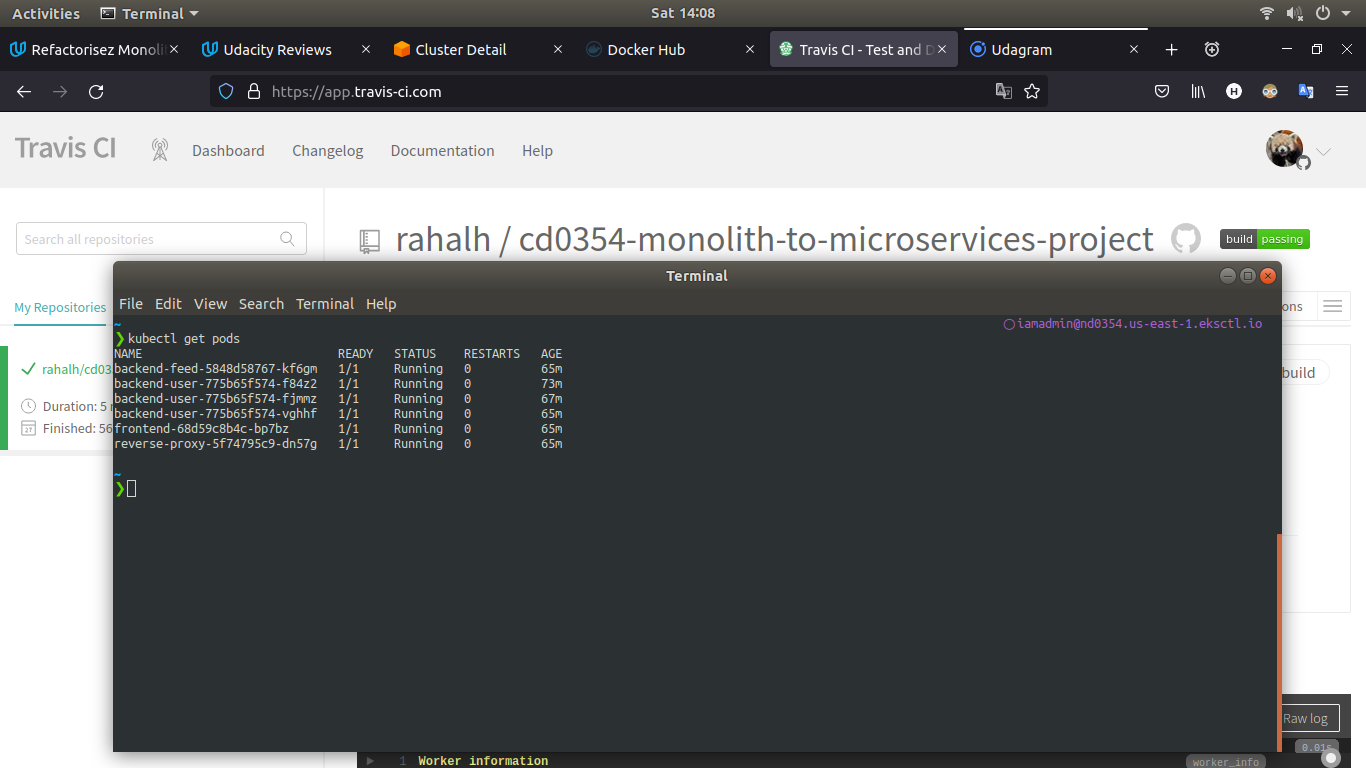 Activities Terminal Sat 14:08
Refactorisez Monoli Udacity Reviews Cluster Detail Docker Hub Travis CI - Test and D Udagram
https://app.travis-ci.com
Travis CI Dashboard Changelog Documentation Help
Search all repositories
rahalh / cd0354-monolith-to-microservices-project build passing
My Repositories
ons
rahalh/cd03
Duration: 5
Finished: 56
build
Terminal
File Edit View Search Terminal Help
~ iamadmin@nd0354.us-east-1.eksctl.io
❯kubectl get pods
NAME READY STATUS RESTARTS AGE
backend-feed-5848d58767-kf6gm 1/1 Running 0 65m
backend-user-775b65f574-f84z2 1/1 Running 0 73m
backend-user-775b65f574-fjmmz 1/1 Running 0 67m
backend-user-775b65f574-vghhf 1/1 Running 0 65m
frontend-68d59c8b4c-bp7bz 1/1 Running 0 65m
reverse-proxy-5f74795c9-dn57g 1/1 Running 0 65m
~
❯
Raw log
0.01s
1 Worker information worker_info